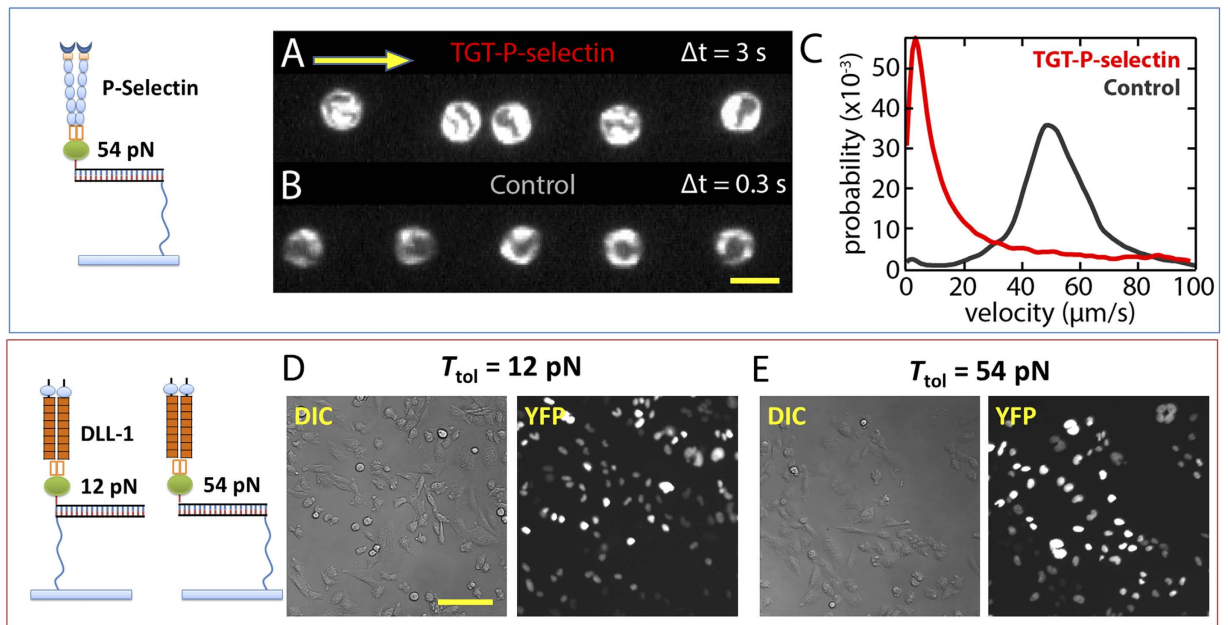 P-Selectin
54 pN
A
TGT-P-selectin
Δt = 3 s
B
Control
Δt = 0.3 s
C
TGT-P-selectin
Control
probability (x10⁻³)
50
40
30
20
10
0
0 20 40 60 80 100
velocity (μm/s)
DLL-1
12 pN
54 pN
D
Ttol = 12 pN
DIC
YFP
E
Ttol = 54 pN
DIC
YFP